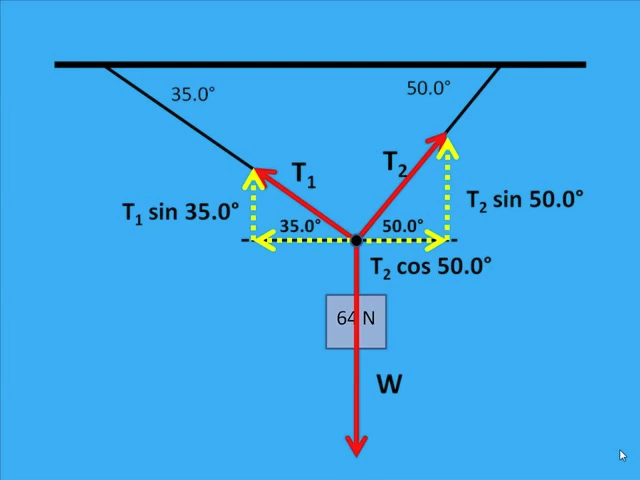 35.0°
50.0°
T₁
T₂
T₁ sin 35.0°
T₂ sin 50.0°
35.0°
50.0°
T₂ cos 50.0°
64 N
W